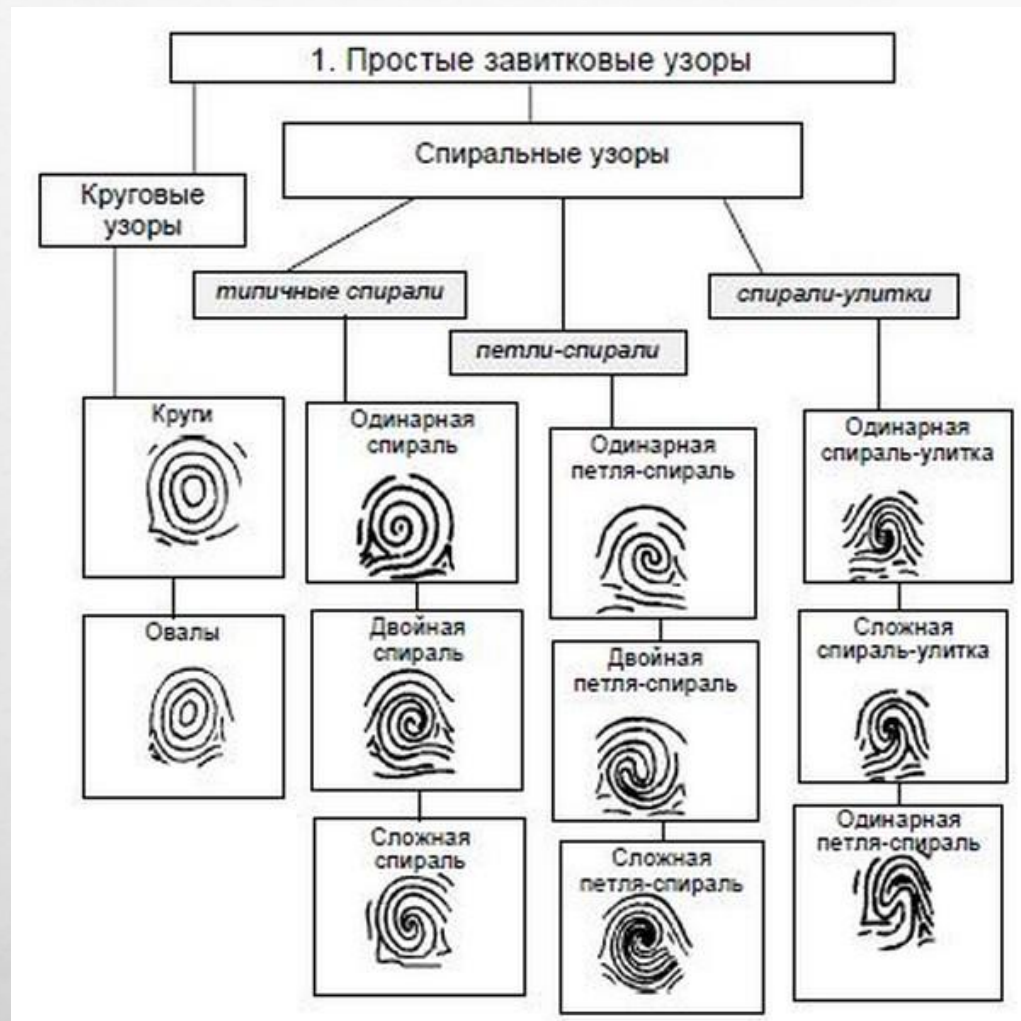 1. Простые завитковые узоры
Спиральные узоры
Круговые
узоры
типичные спирали
спирали-улитки
петли-спирали
Круги
Овалы
Одинарная
спираль
Двойная
спираль
Сложная
спираль
Одинарная
петля-спираль
Двойная
петля-спираль
Сложная
петля-спираль
Одинарная
спираль-улитка
Сложная
спираль-улитка
Одинарная
петля-спираль